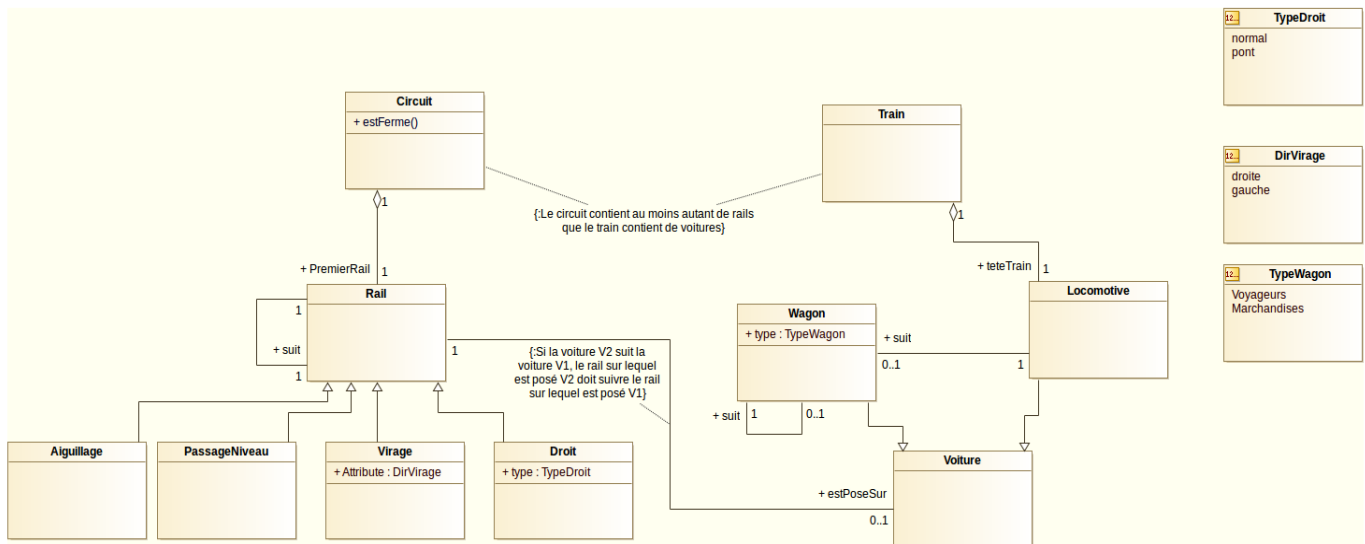 12...
TypeDroit
normal
pont
Circuit
+ estFerme()
Train
12...
DirVirage
droite
gauche
{:Le circuit contient au moins autant de rails
que le train contient de voitures}
1
1
+ PremierRail
1
+ teteTrain
1
12...
TypeWagon
Voyageurs
Marchandises
Rail
1
+ suit
1
1
Locomotive
Wagon
+ type : TypeWagon
+ suit
0..1
1
{:Si la voiture V2 suit la
voiture V1, le rail sur lequel
est posé V2 doit suivre le rail
sur lequel est posé V1}
+ suit
1
0..1
Aiguillage
PassageNiveau
Virage
+ Attribute : DirVirage
Droit
+ type : TypeDroit
Voiture
+ estPoseSur
0..1